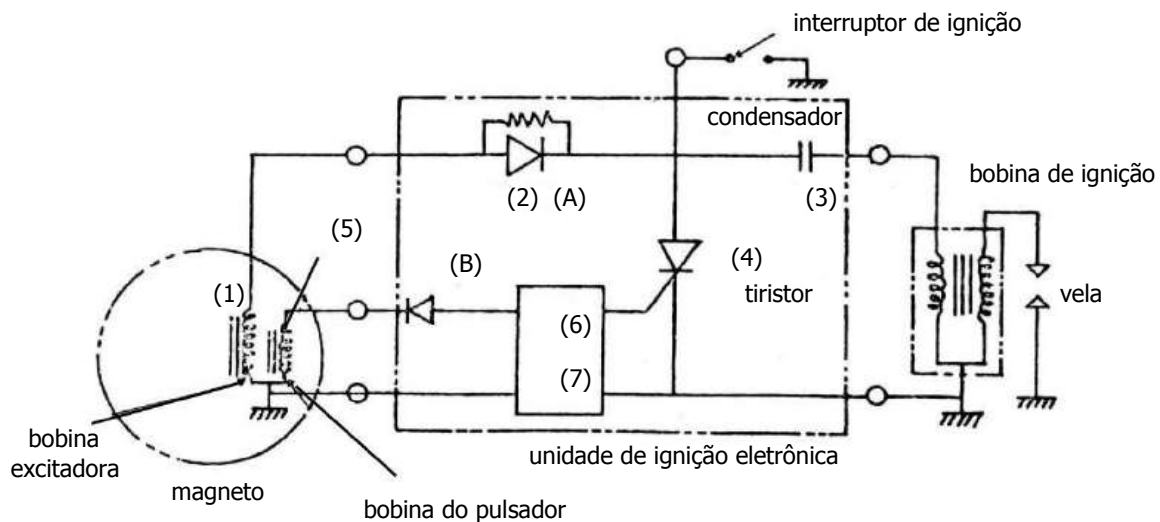 interruptor de ignição
condensador
(2) (A)
(3)
bobina de ignição
(5)
(B)
(4)
tiristor
vela
(1)
(6)
(7)
bobina
excitadora
magneto
unidade de ignição eletrônica
bobina do pulsador